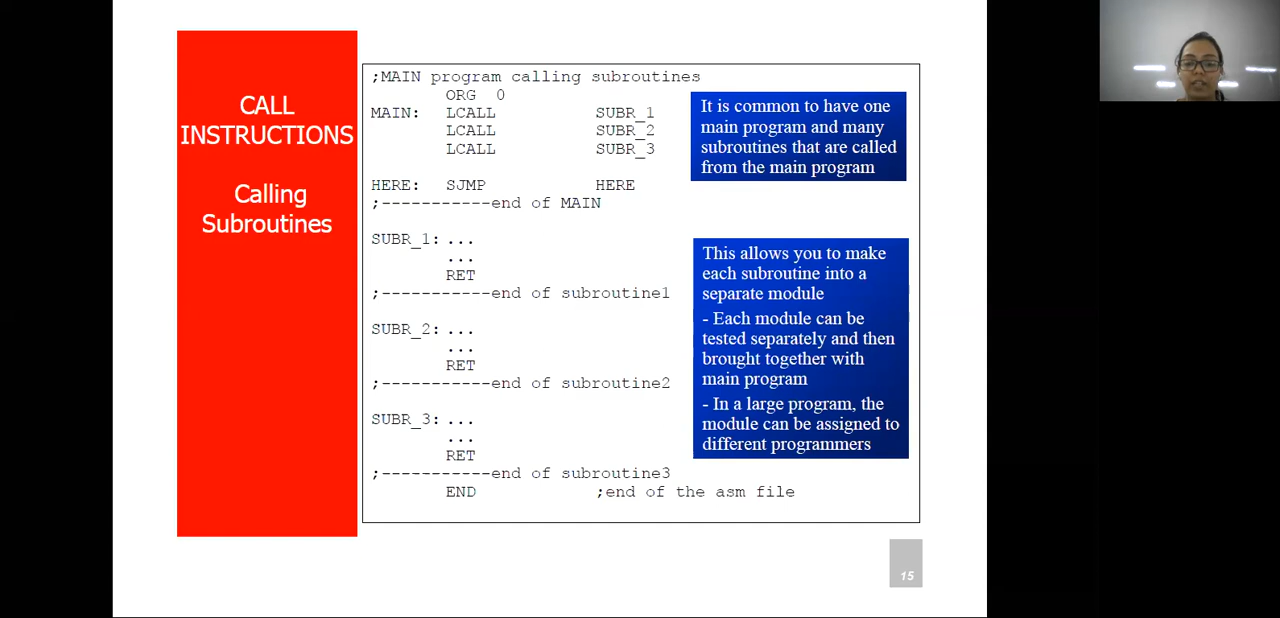 CALL
INSTRUCTIONS
Calling
Subroutines
;MAIN program calling subroutines
ORG 0
MAIN: LCALL SUBR_1
LCALL SUBR_2
LCALL SUBR_3
HERE: SJMP HERE
;-----------end of MAIN
SUBR_1: ...
...
RET
;-----------end of subroutine1
SUBR_2: ...
...
RET
;-----------end of subroutine2
SUBR_3: ...
...
RET
;-----------end of subroutine3
END ;end of the asm file
It is common to have one
main program and many
subroutines that are called
from the main program
This allows you to make
each subroutine into a
separate module
- Each module can be
tested separately and then
brought together with
main program
- In a large program, the
module can be assigned to
different programmers
15